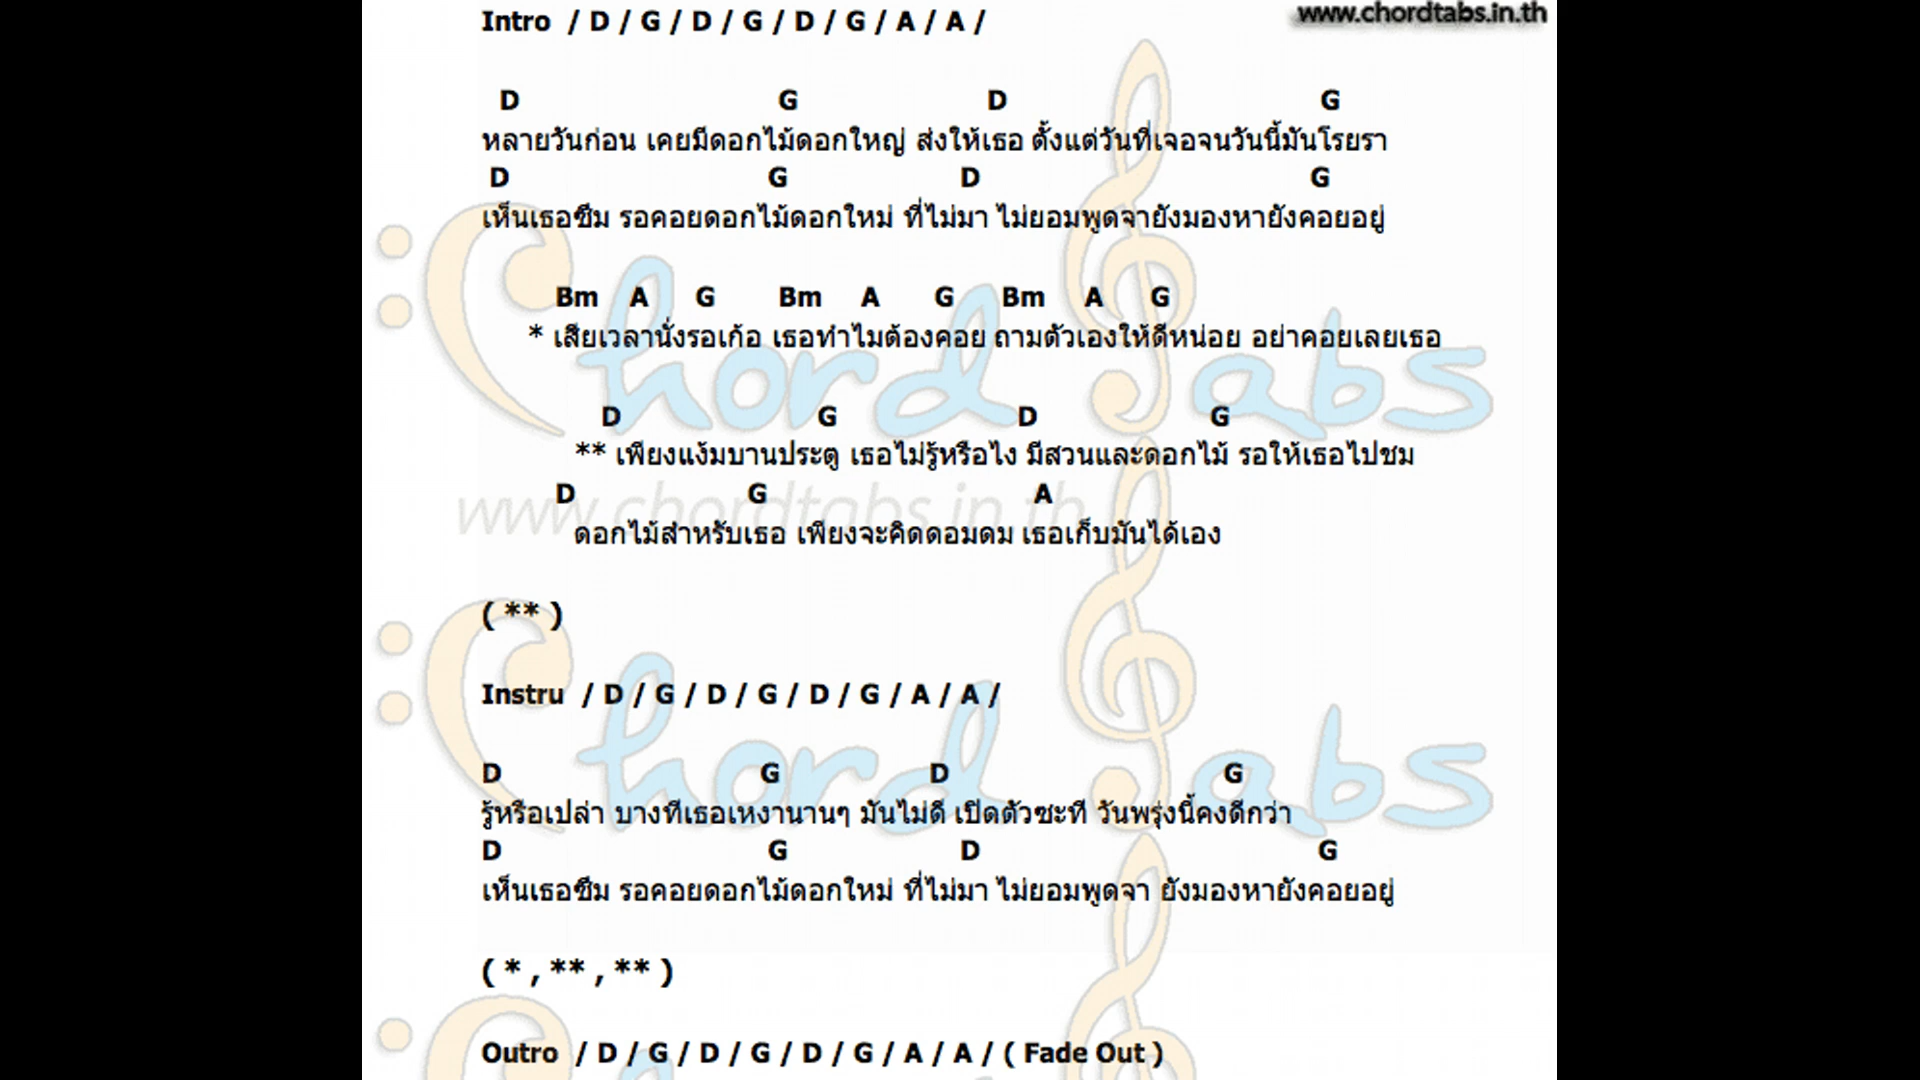 www.chordtabs.in.th
Intro / D / G / D / G / D / G / A / A /
D G D G
หลายวันก่อน เคยมีดอกไม้ดอกใหญ่ ส่งให้เธอ ตั้งแต่วันที่เจอจนวันนี้มันโรยรา
D G D G
เห็นเธอซึม รอคอยดอกไม้ดอกใหม่ ที่ไม่มา ไม่ยอมพูดจายังมองหายังคอยอยู่
Bm A G Bm A G Bm A G
* เสียเวลานั่งรอเก้อ เธอทำไมต้องคอย ถามตัวเองให้ดีหน่อย อย่าคอยเลยเธอ
D G D G
** เพียงแง้มบานประตู เธอไม่รู้หรือไง มีสวนและดอกไม้ รอให้เธอไปชม
D G A
ดอกไม้สำหรับเธอ เพียงจะคิดดอมดม เธอเก็บมันได้เอง
( ** )
Instru / D / G / D / G / D / G / A / A /
D G D G
รู้หรือเปล่า บางทีเธอเหงานานๆ มันไม่ดี เปิดตัวซะที วันพรุ่งนี้คงดีกว่า
D G D G
เห็นเธอซึม รอคอยดอกไม้ดอกใหม่ ที่ไม่มา ไม่ยอมพูดจา ยังมองหายังคอยอยู่
( * , ** , ** )
Outro / D / G / D / G / D / G / A / A / ( Fade Out )